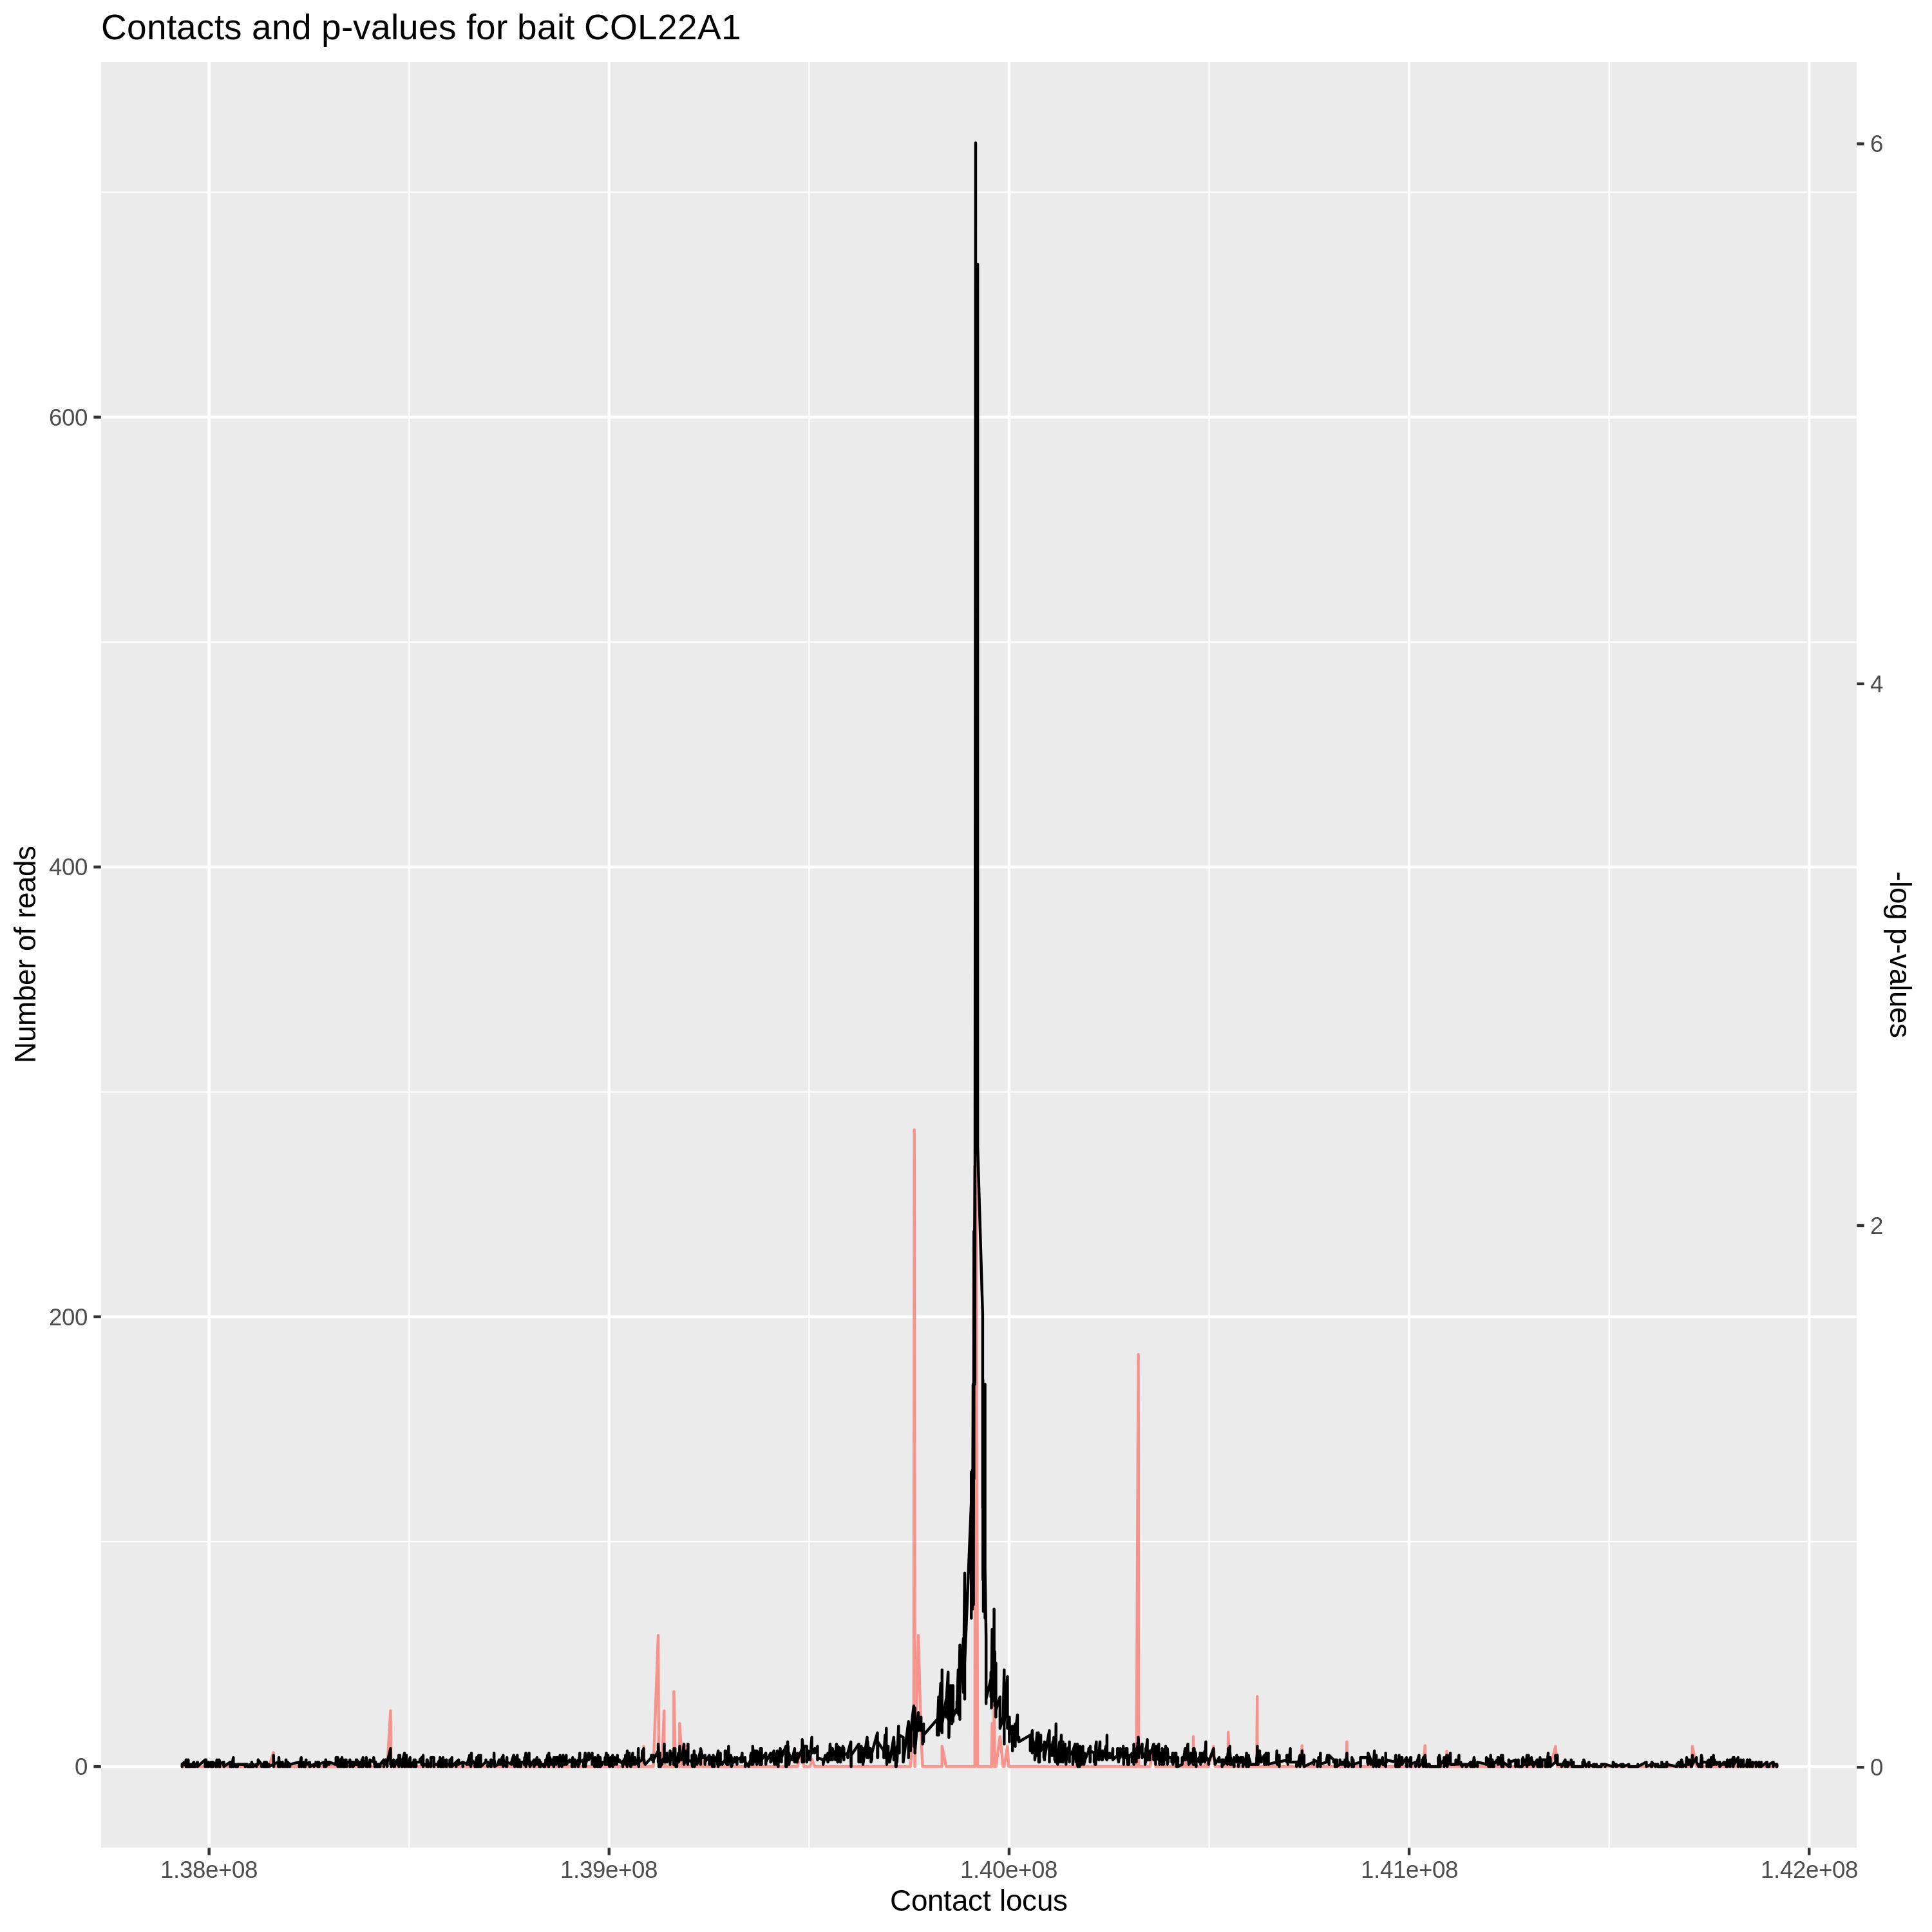 Contacts and p-values for bait COL22A1
600
400
200
0
Number of reads
6
4
2
0
-log p-values
1.38e+08
1.39e+08
1.40e+08
1.41e+08
1.42e+08
Contact locus